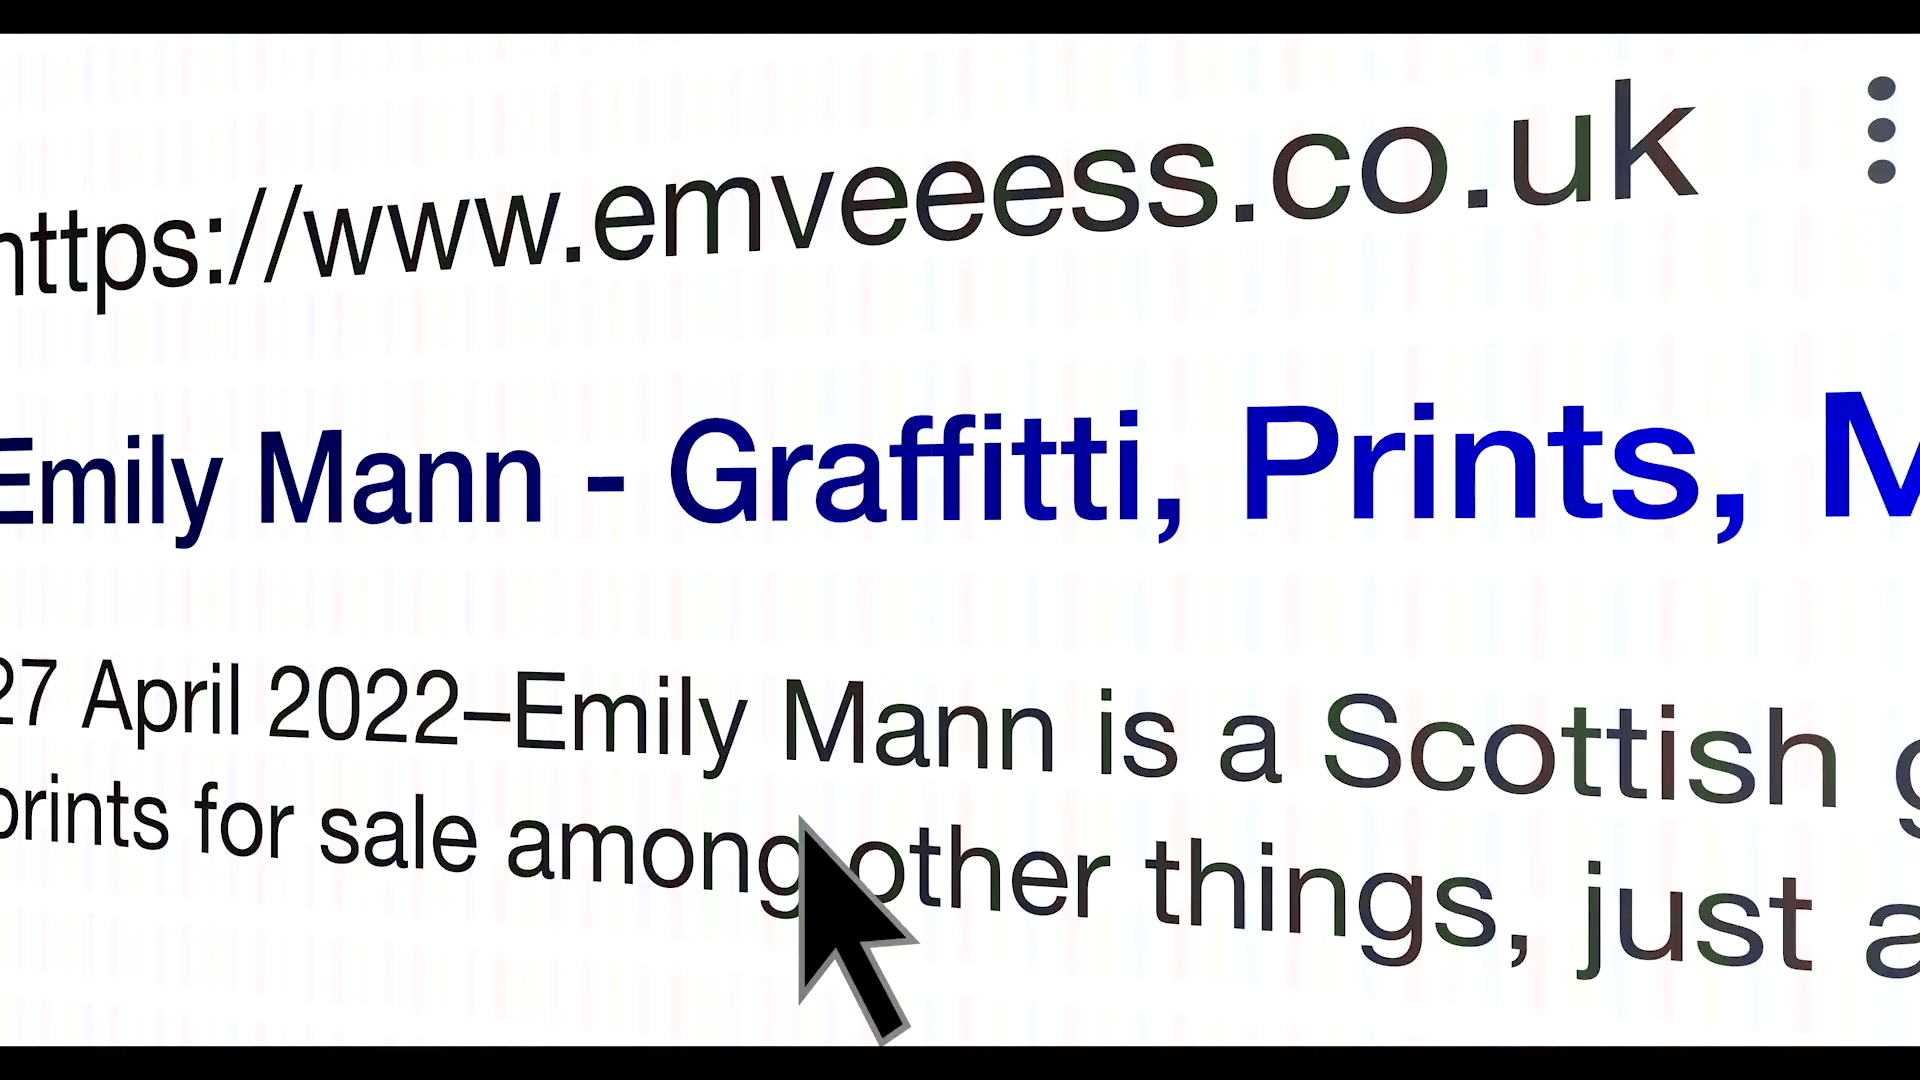 https://www.emveeess.co.uk
Emily Mann - Graffitti, Prints, M
27 April 2022–Emily Mann is a Scottish g
prints for sale among other things, just a